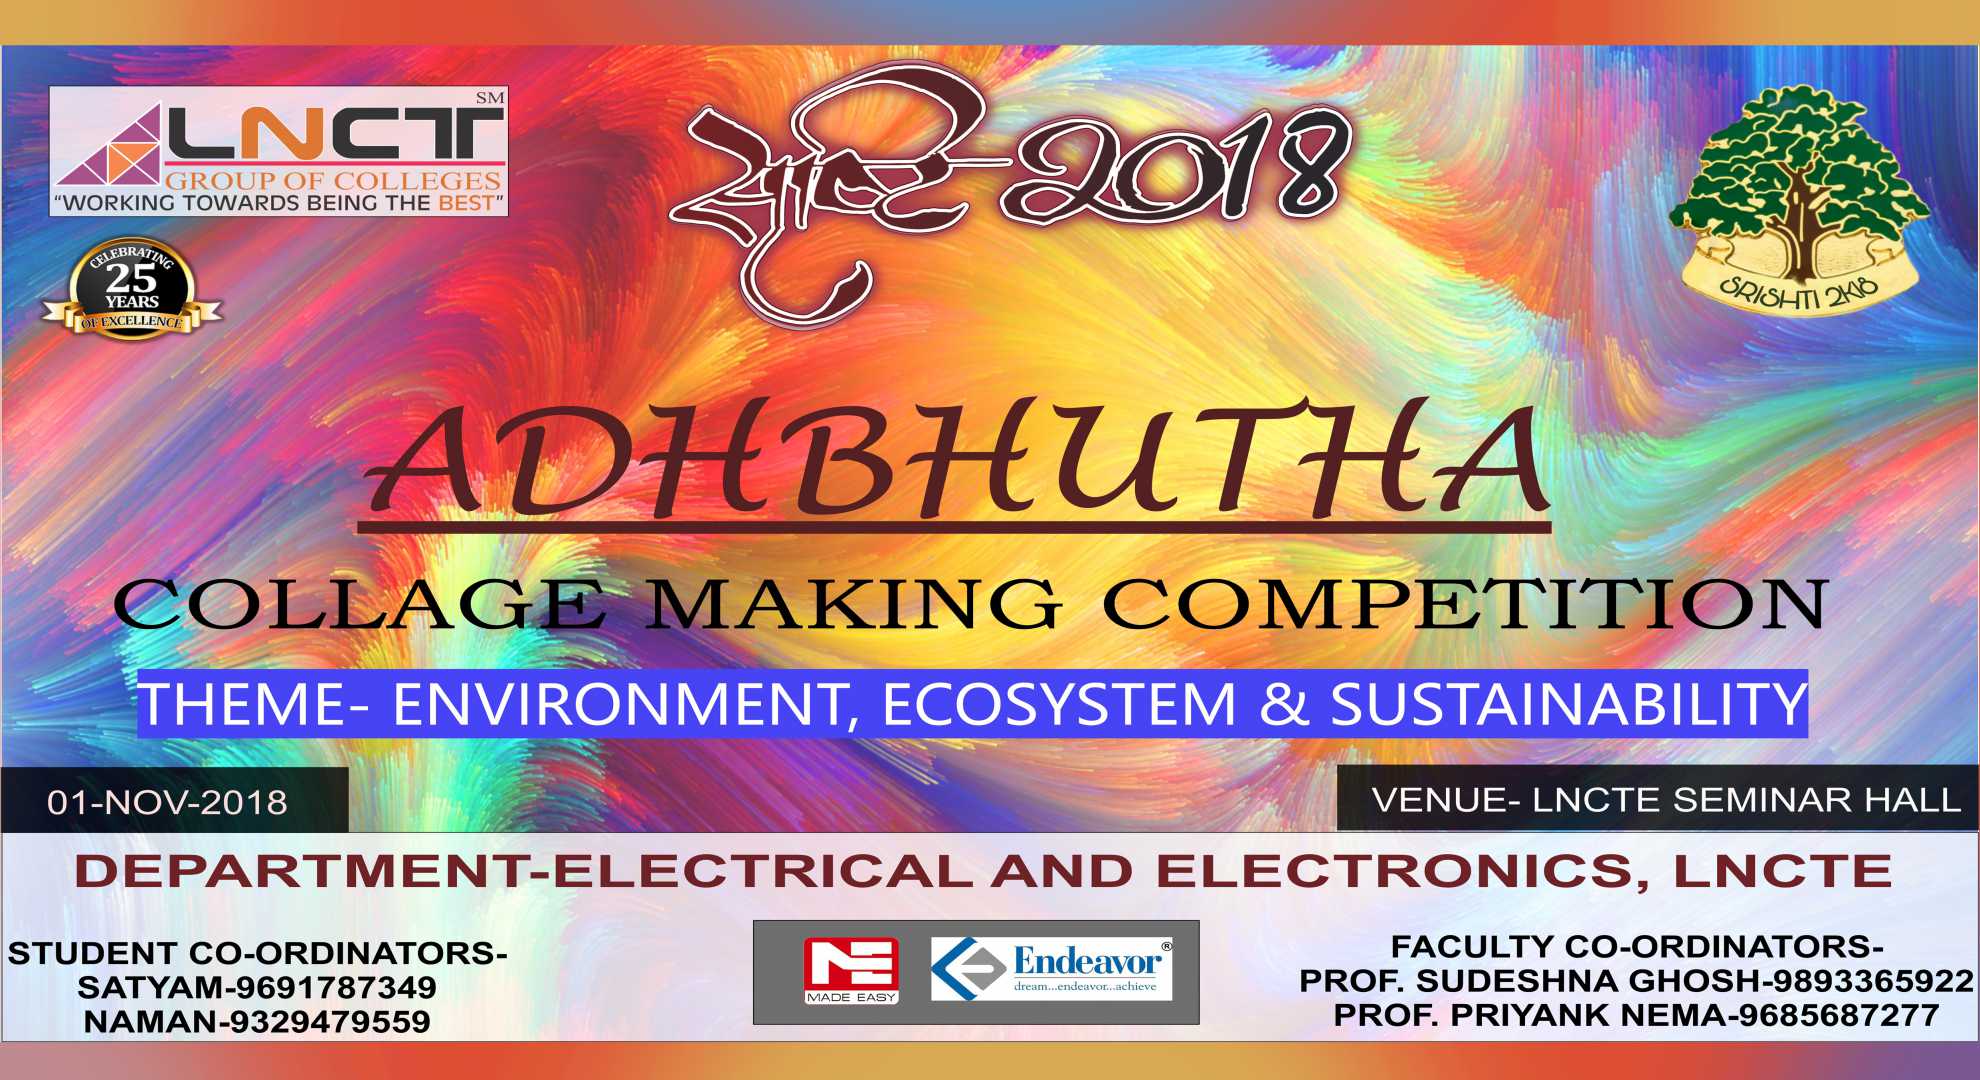 LNCT SM
GROUP OF COLLEGES
"WORKING TOWARDS BEING THE BEST"
CELEBRATING
25
YEARS
OF EXCELLENCE
सृष्टि-2018
SRISHTI 2K18
ADHBHUTHA
COLLAGE MAKING COMPETITION
THEME- ENVIRONMENT, ECOSYSTEM & SUSTAINABILITY
01-NOV-2018
VENUE- LNCTE SEMINAR HALL
DEPARTMENT-ELECTRICAL AND ELECTRONICS, LNCTE
STUDENT CO-ORDINATORS-
SATYAM-9691787349
NAMAN-9329479559
ME
MADE EASY
Endeavor®
dream...endeavor...achieve
FACULTY CO-ORDINATORS-
PROF. SUDESHNA GHOSH-9893365922
PROF. PRIYANK NEMA-9685687277